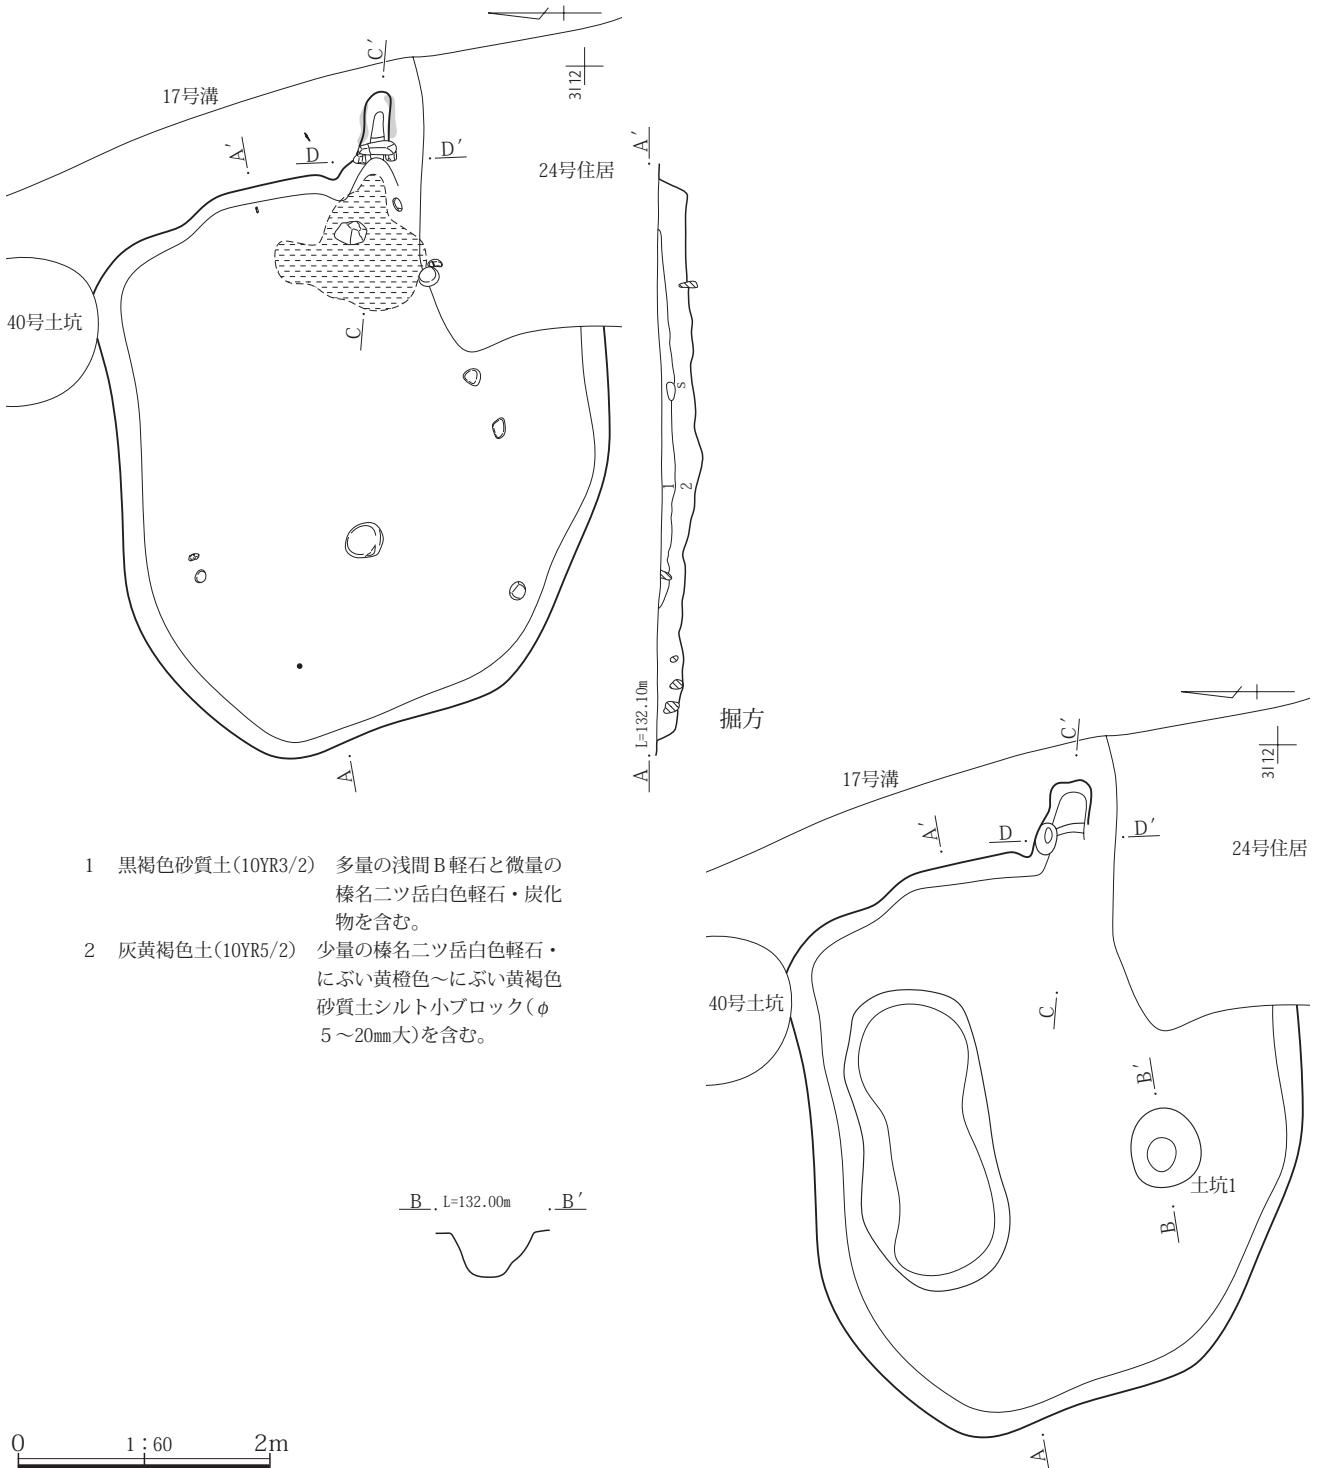 C′
3I12
17号溝
A′
D
D′
24号住居
40号土坑
C
A
A′
s
1
2
L=132.10m
A
1　黒褐色砂質土(10YR3/2)　多量の浅間Ｂ軽石と微量の
榛名二ツ岳白色軽石・炭化
物を含む。
2　灰黄褐色土(10YR5/2)　少量の榛名二ツ岳白色軽石・
にぶい黄橙色～にぶい黄褐色
砂質土シルト小ブロック(φ
５～20㎜大)を含む。
B　L=132.00m　B′
0　1：60　2m
掘方
C′
3I12
17号溝
A′
D
D′
24号住居
40号土坑
C
B′
土坑1
B
A